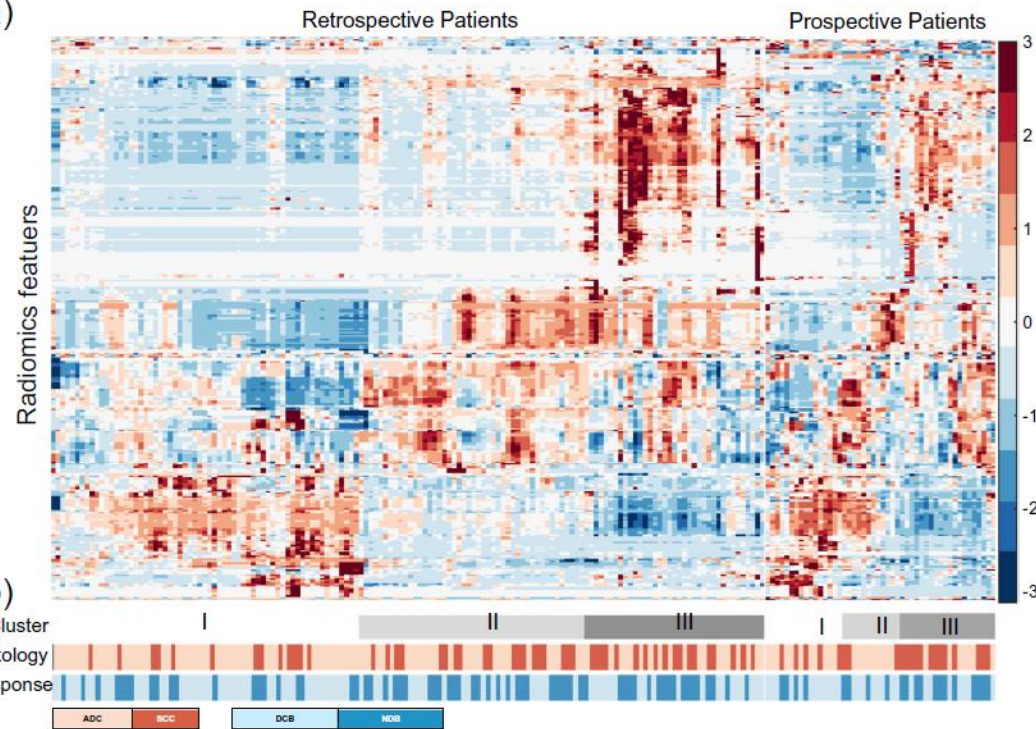 )
Retrospective Patients
Prospective Patients
Radiomics featuers
3
2
1
0
-1
-2
-3
)
luster
I
II
III
I
II
III
ology
ponse
ADC
SCC
DCB
NDB